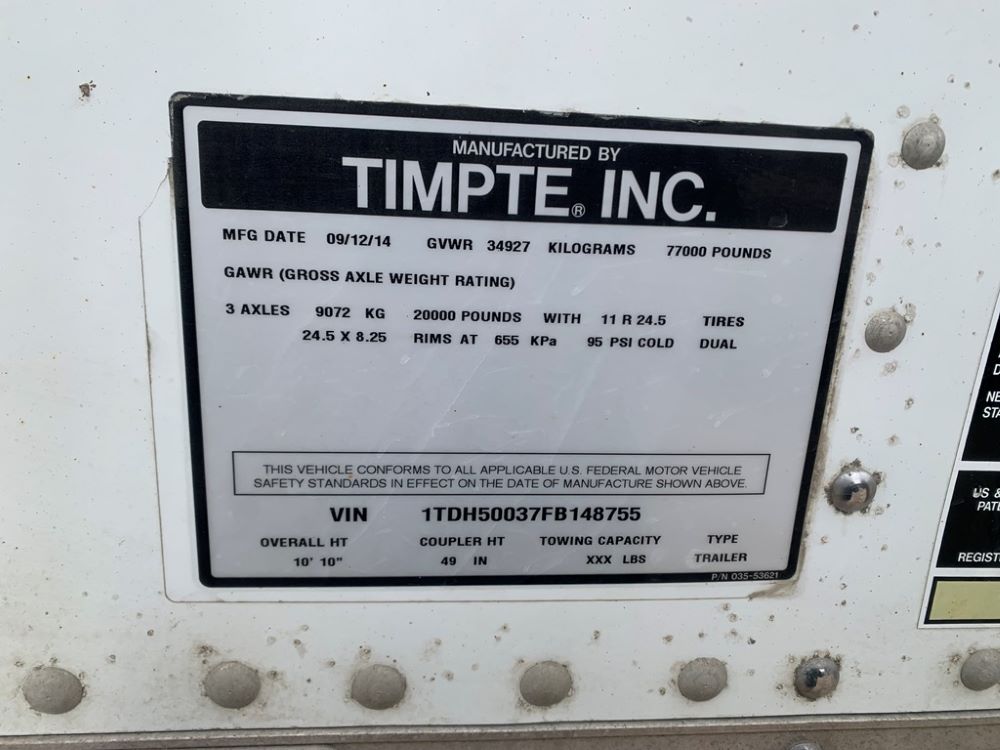 MANUFACTURED BY
TIMPTE® INC.
MFG DATE 09/12/14 GVWR 34927 KILOGRAMS 77000 POUNDS
GAWR (GROSS AXLE WEIGHT RATING)
3 AXLES 9072 KG 20000 POUNDS WITH 11 R 24.5 TIRES
24.5 X 8.25 RIMS AT 655 KPa 95 PSI COLD DUAL
THIS VEHICLE CONFORMS TO ALL APPLICABLE U.S. FEDERAL MOTOR VEHICLE
SAFETY STANDARDS IN EFFECT ON THE DATE OF MANUFACTURE SHOWN ABOVE.
VIN 1TDH50037FB148755
OVERALL HT COUPLER HT TOWING CAPACITY TYPE
10' 10" 49 IN XXX LBS TRAILER
P/N 035-53621
US &